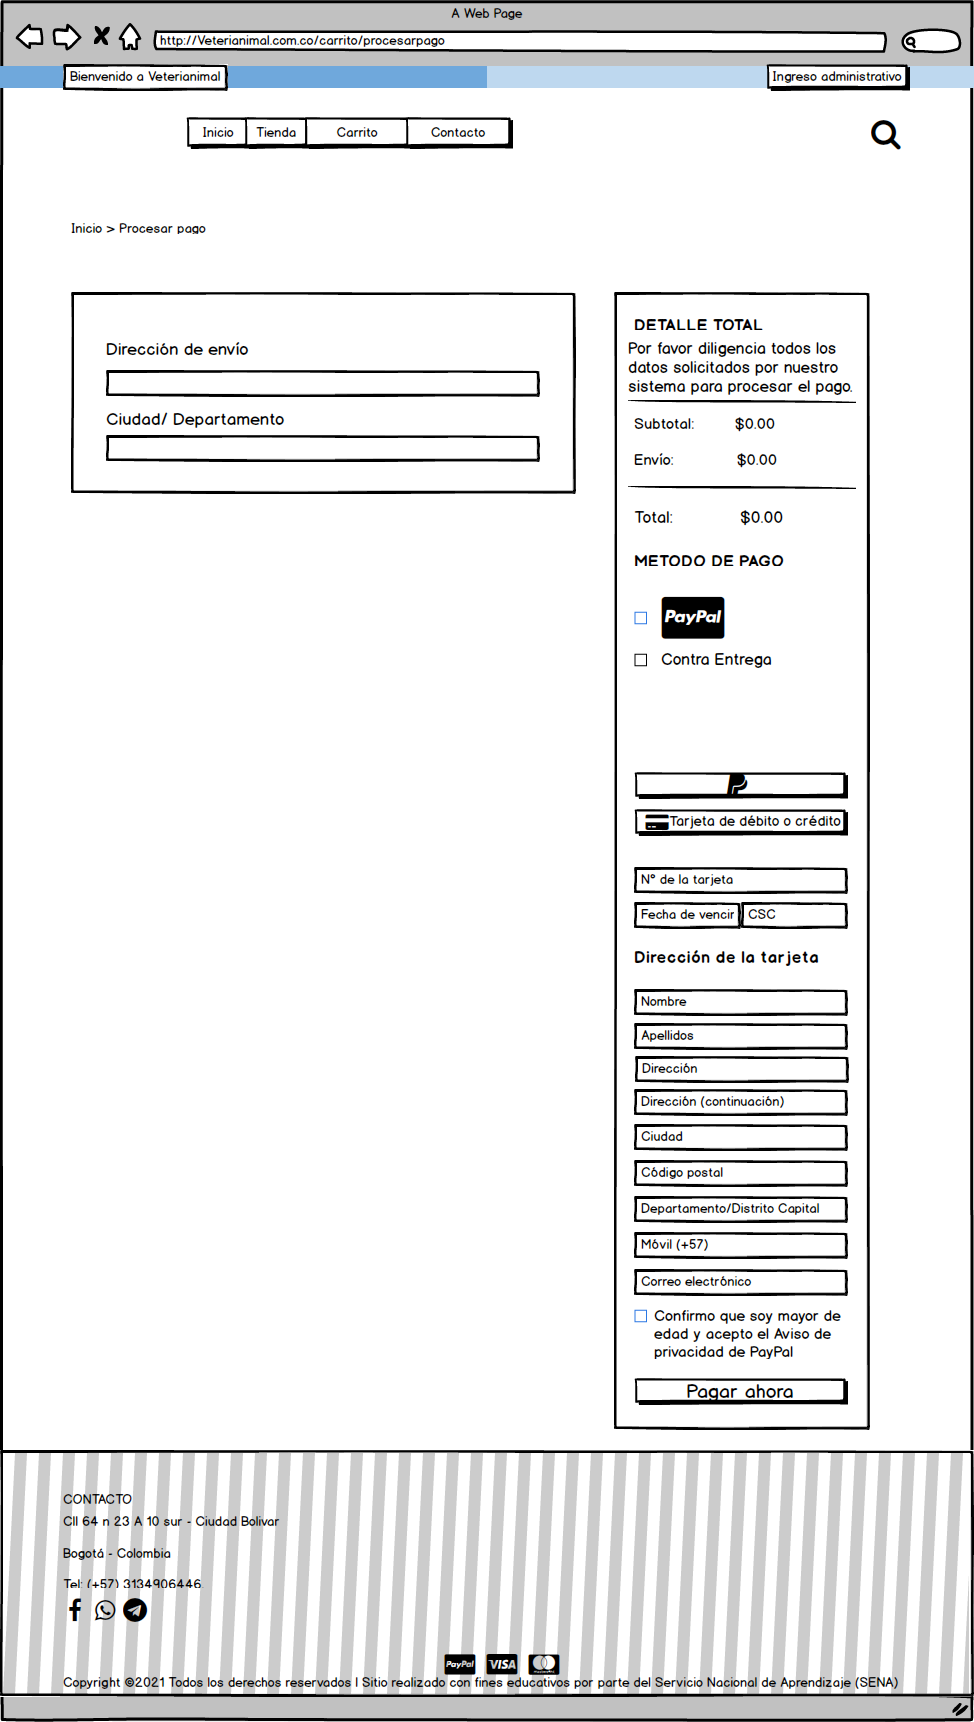 A Web Page
http://Veterianimal.com.co/carrito/procesarpago
Bienvenido a Veterianimal
Ingreso administrativo
Inicio Tienda Carrito Contacto
Inicio > Procesar pago
Dirección de envío
Ciudad/ Departamento
DETALLE TOTAL
Por favor diligencia todos los
datos solicitados por nuestro
sistema para procesar el pago.
Subtotal: $0.00
Envío: $0.00
Total: $0.00
METODO DE PAGO
PayPal
Contra Entrega
Tarjeta de débito o crédito
N° de la tarjeta
Fecha de vencir CSC
Dirección de la tarjeta
Nombre
Apellidos
Dirección
Dirección (continuación)
Ciudad
Código postal
Departamento/Distrito Capital
Móvil (+57)
Correo electrónico
Confirmo que soy mayor de
edad y acepto el Aviso de
privacidad de PayPal
Pagar ahora
CONTACTO
Cll 64 n 23 A 10 sur - Ciudad Bolivar
Bogotá - Colombia
Tel: (+57) 3134906446
PayPal VISA
Copyright ©2021 Todos los derechos reservados | Sitio realizado con fines educativos por parte del Servicio Nacional de Aprendizaje (SENA)